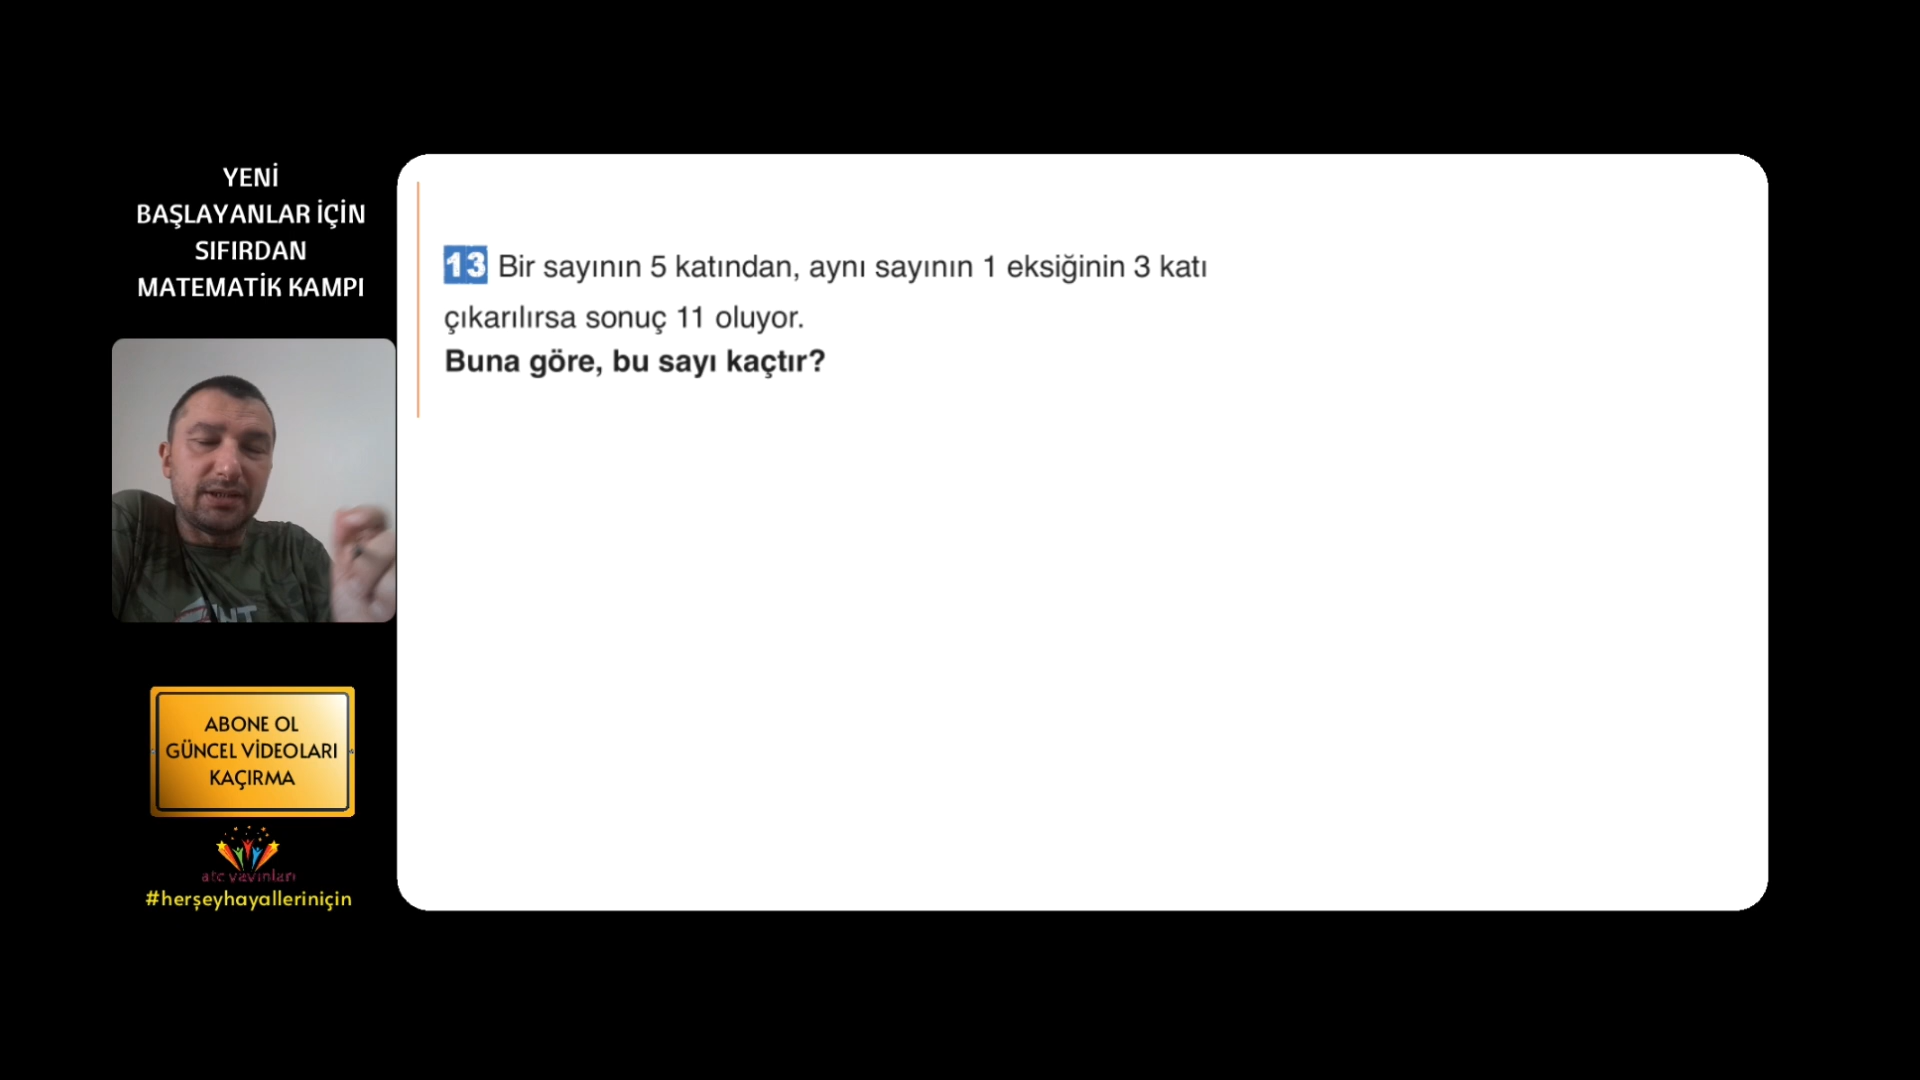 YENİ
BAŞLAYANLAR İÇİN
SIFIRDAN
MATEMATİK KAMPI
13 Bir sayının 5 katından, aynı sayının 1 eksiğinin 3 katı
çıkarılırsa sonuç 11 oluyor.
Buna göre, bu sayı kaçtır?
ABONE OL
GÜNCEL VİDEOLARI
KAÇIRMA
atc yayınları
#herşeyhayalleriniçin